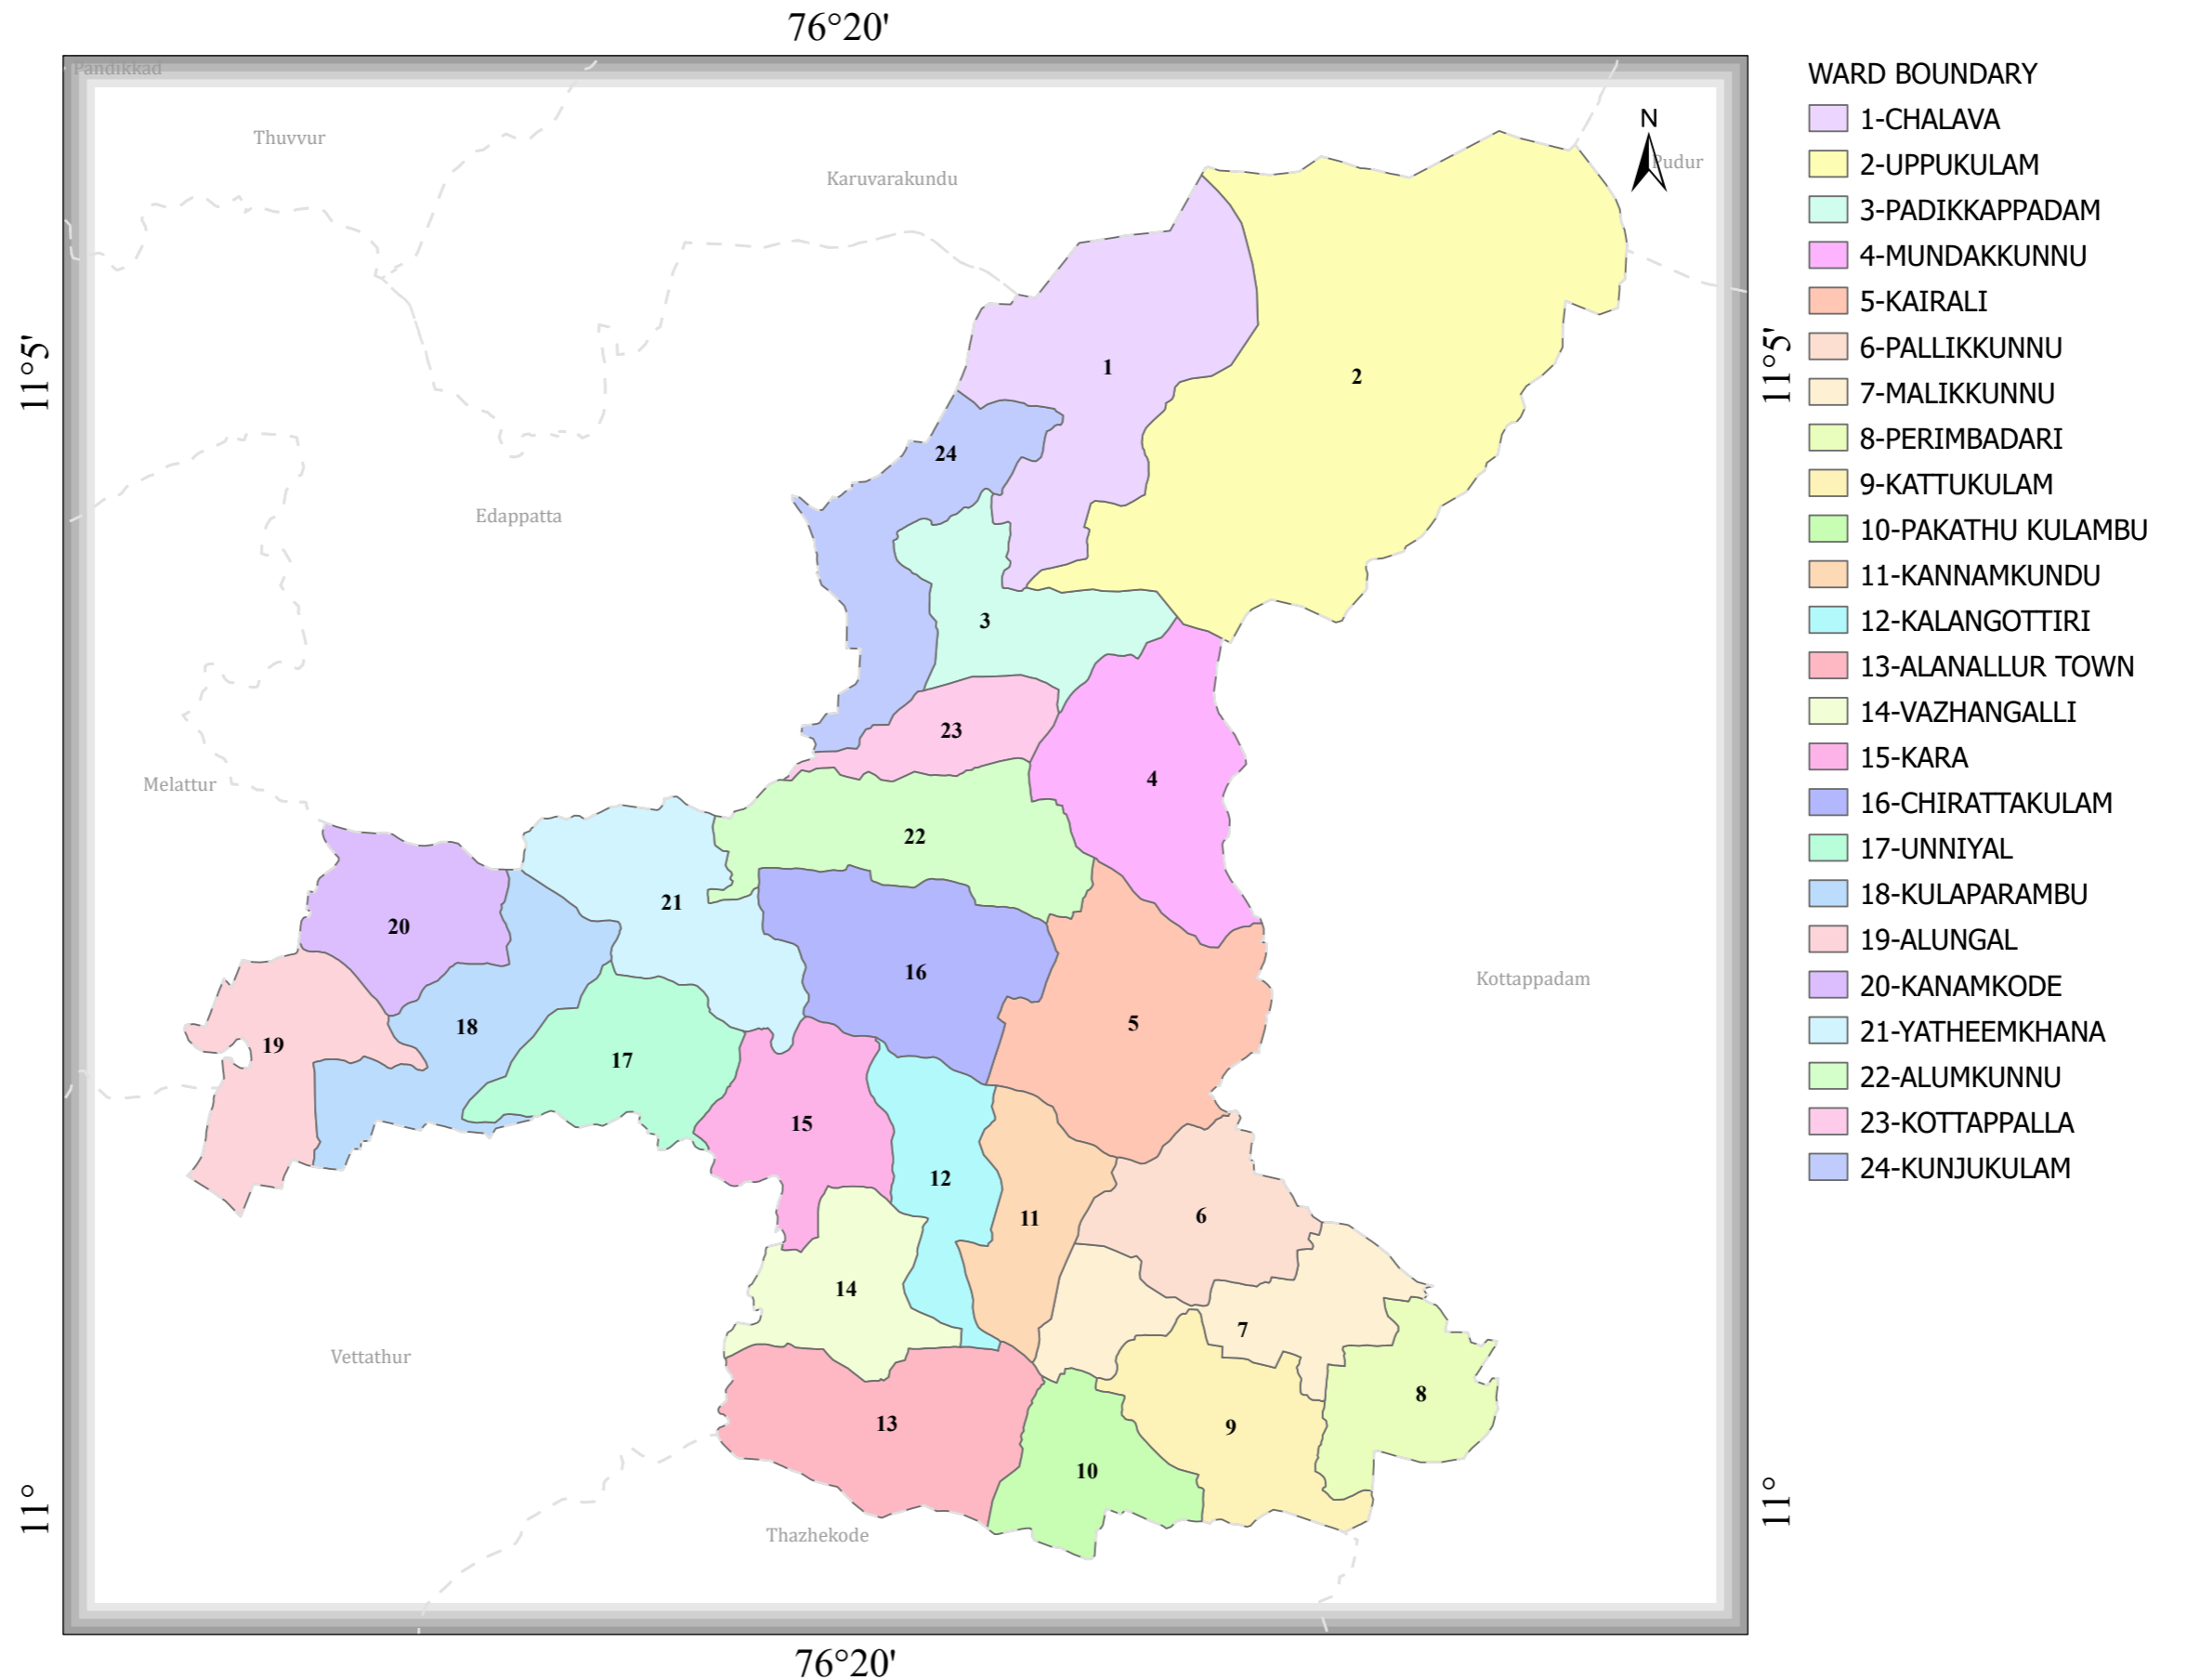 76°20'
Pandikkad
Thuvvur
Karuvarakundu
N
Pudur
11°5'
11°5'
1
2
24
Edappatta
3
23
4
Melattur
22
21
20
16
Kottappadam
18
5
19
17
15
12
11
6
14
7
Vettathur
8
13
9
10
11°
11°
Thazhekode
76°20'
WARD BOUNDARY
1-CHALAVA
2-UPPUKULAM
3-PADIKKAPPADAM
4-MUNDAKKUNNU
5-KAIRALI
6-PALLIKKUNNU
7-MALIKKUNNU
8-PERIMBADARI
9-KATTUKULAM
10-PAKATHU KULAMBU
11-KANNAMKUNDU
12-KALANGOTTIRI
13-ALANALLUR TOWN
14-VAZHANGALLI
15-KARA
16-CHIRATTAKULAM
17-UNNIYAL
18-KULAPARAMBU
19-ALUNGAL
20-KANAMKODE
21-YATHEEMKHANA
22-ALUMKUNNU
23-KOTTAPPALLA
24-KUNJUKULAM